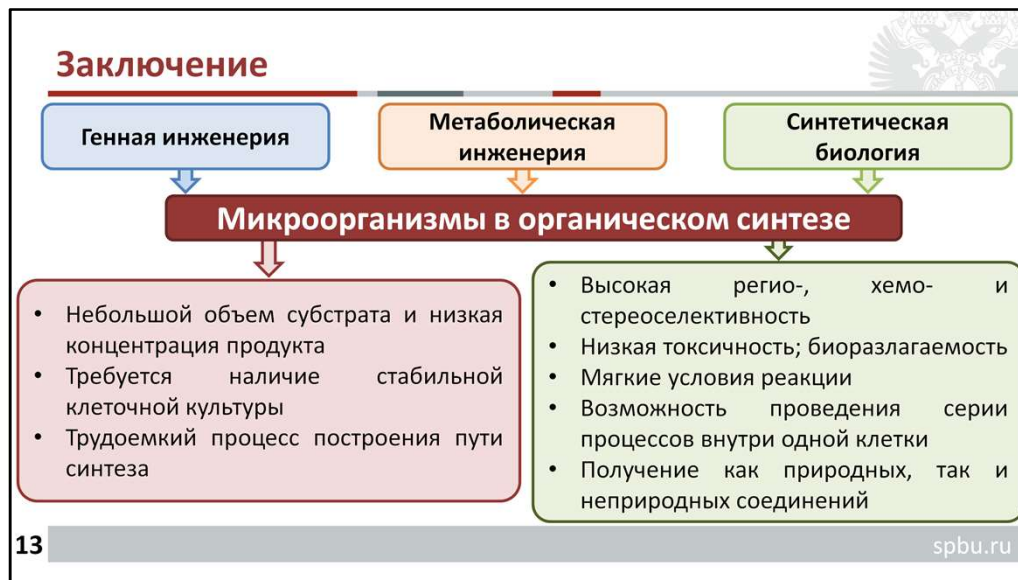 Заключение
Генная инженерия
Метаболическая
инженерия
Синтетическая
биология
Микроорганизмы в органическом синтезе
• Небольшой объем субстрата и низкая
концентрация продукта
• Требуется наличие стабильной
клеточной культуры
• Трудоемкий процесс построения пути
синтеза
• Высокая регио-, хемо- и
стереоселективность
• Низкая токсичность; биоразлагаемость
• Мягкие условия реакции
• Возможность проведения серии
процессов внутри одной клетки
• Получение как природных, так и
неприродных соединений
13
spbu.ru